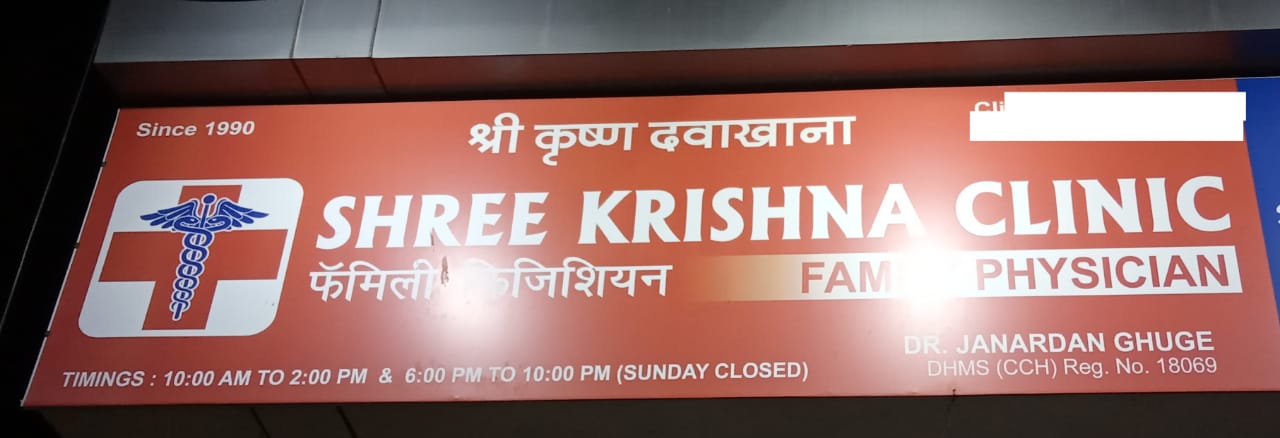 Since 1990
श्री कृष्ण दवाखाना
SHREE KRISHNA CLINIC
फॅमिली
FAMILY PHYSICIAN
DR. JANARDAN GHUGE
DHMS (CCH) Reg. No. 18069
TIMINGS : 10:00 AM TO 2:00 PM & 6:00 PM TO 10:00 PM (SUNDAY CLOSED)